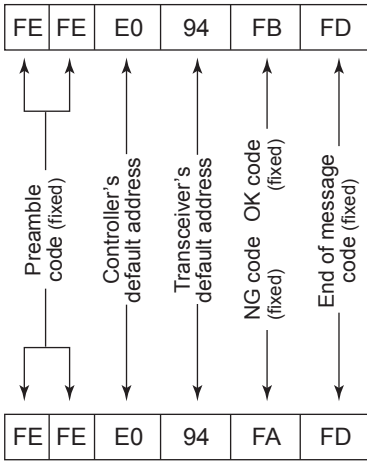 FE FE E0 94 FB FD
Preamble
code (fixed)
Controller's
default address
Transceiver's
default address
OK code
(fixed)
NG code
(fixed)
End of message
code (fixed)
FE FE E0 94 FA FD